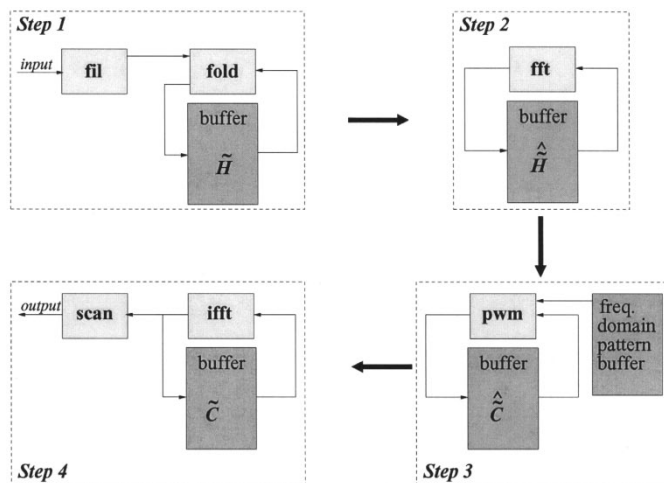 Step 1
input
fil
fold
buffer
H̃
Step 2
fft
buffer
H̃̂
output
scan
ifft
buffer
C̃
Step 4
pwm
freq.
domain
pattern
buffer
buffer
C̃̂
Step 3